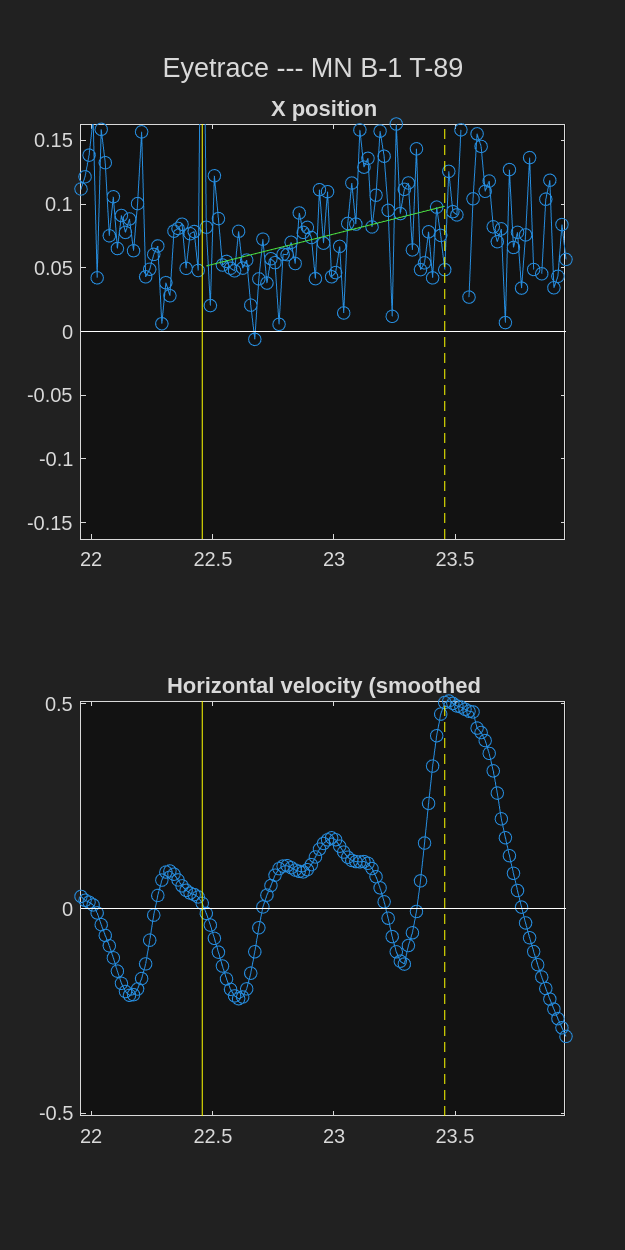 Eyetrace --- MN B-1 T-89
X position
0.15
0.1
0.05
0
-0.05
-0.1
-0.15
22 22.5 23 23.5
Horizontal velocity (smoothed
0.5
0
-0.5
22 22.5 23 23.5